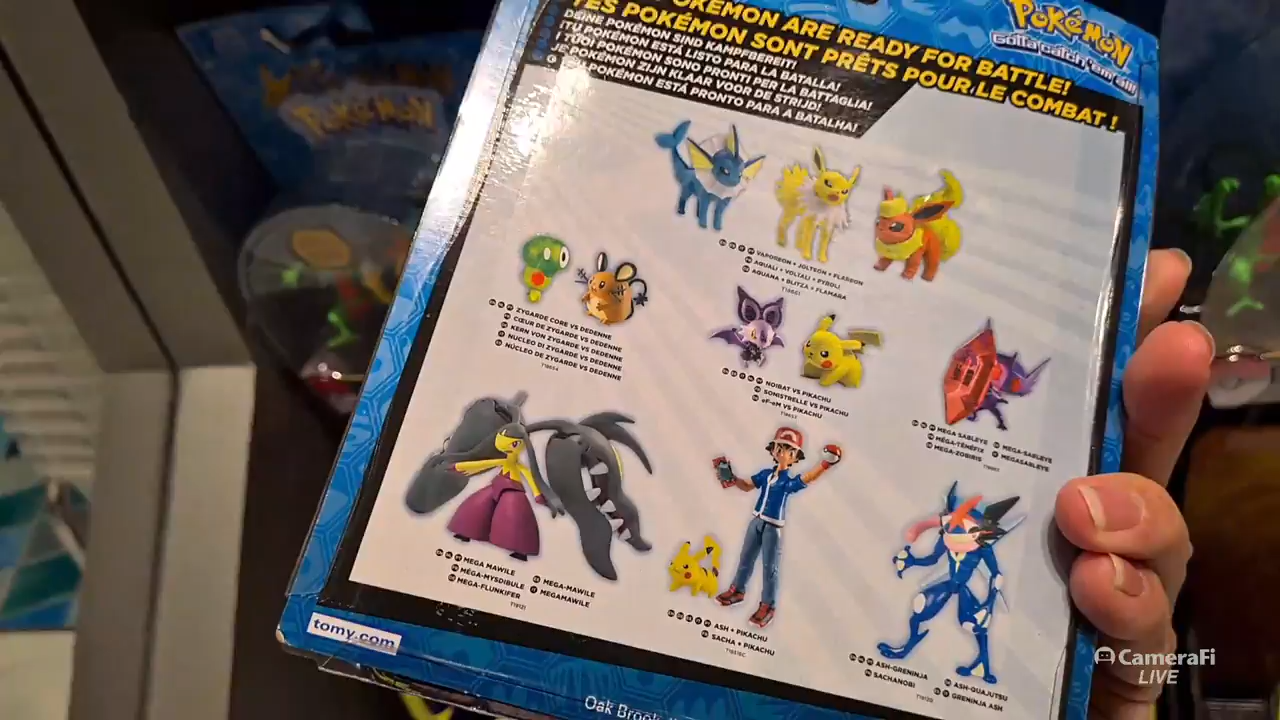 POKÉMON
POKÉMON ARE READY FOR BATTLE!
TES POKÉMON SONT PRÊTS POUR LE COMBAT !
DEINE POKÉMON SIND KAMPFBEREIT!
¡TU POKÉMON ESTÁ LISTO PARA LA BATALLA!
I TUOI POKÉMON SONO PRONTI PER LA BATTAGLIA!
JE POKÉMON ZIJN KLAAR VOOR DE STRIJD!
POKÉMON ESTÁ PRONTO PARA A BATALHA!
POKÉMON
Gotta catch 'em all!
VAPOREON • JOLTEON • FLAREON
AQUALI • VOLTALI • PYROLI
AQUANA • BLITZA • FLAMARA
ZYGARDE CORE VS DEDENNE
CŒUR DE ZYGARDE VS DEDENNE
KERN VON ZYGARDE VS DEDENNE
NUCLEO DI ZYGARDE VS DEDENNE
NÚCLEO DE ZYGARDE VS DEDENNE
NOIBAT VS PIKACHU
SONISTRELLE VS PIKACHU
eF-eM VS PIKACHU
MEGA SABLEYE
MÉGA-TÉNÉFIX
MEGA-ZOBIRIS
MEGA-SABLEYE
MEGASABLEYE
MEGA MAWILE
MÉGA-MYSDIBULE
MEGA-FLUNKIFER
MEGA-MAWILE
MEGAMAWILE
ASH • PIKACHU
SACHA • PIKACHU
ASH-GRENINJA
SACHANOBI
ASH-QUAJUTSU
GRENINJA ASH
tomy.com
Oak Brook
CameraFi
LIVE